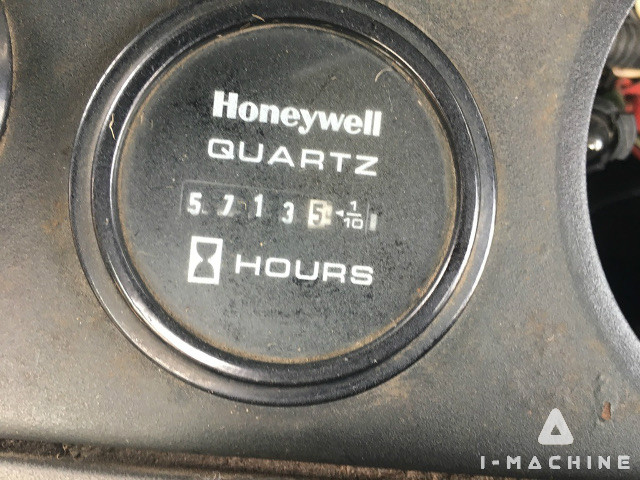 Honeywell
QUARTZ
5 7 1 3 5 1/10
HOURS
I-MACHINE